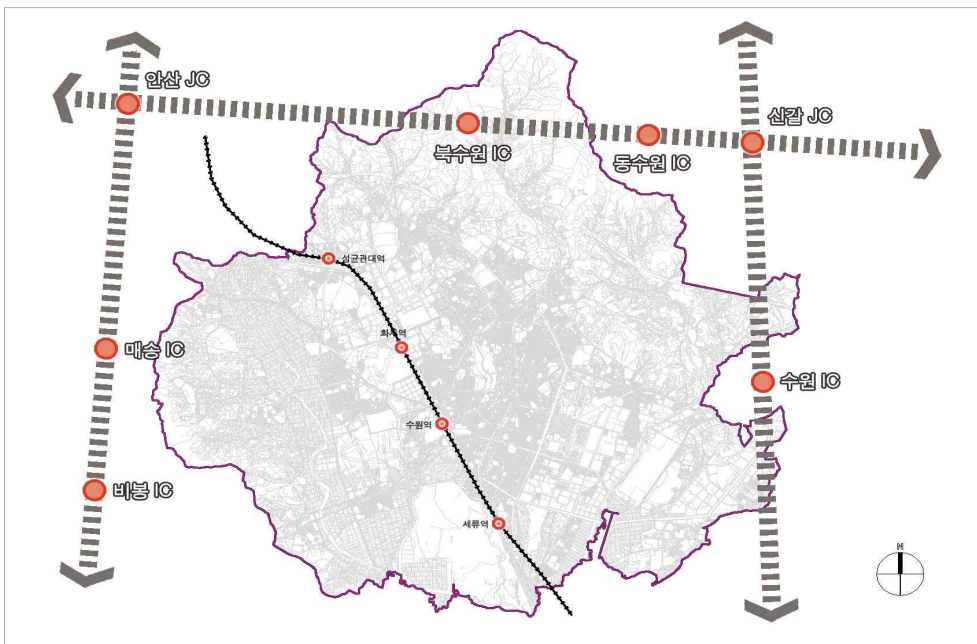 안산 JC
신갈 JC
북수원 IC
동수원 IC
성균관대역
화서역
매송 IC
수원 IC
수원역
비봉 IC
세류역
N